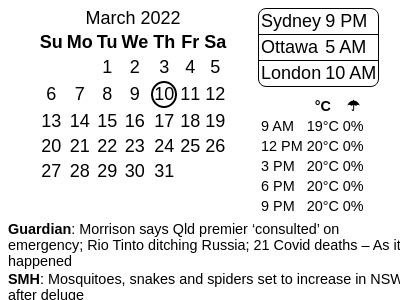 March 2022
Su Mo Tu We Th Fr Sa
1 2 3 4 5
6 7 8 9 10 11 12
13 14 15 16 17 18 19
20 21 22 23 24 25 26
27 28 29 30 31
Sydney 9 PM
Ottawa 5 AM
London 10 AM
°C ☂
9 AM 19°C 0%
12 PM 20°C 0%
3 PM 20°C 0%
6 PM 20°C 0%
9 PM 20°C 0%
Guardian: Morrison says Qld premier ‘consulted’ on
emergency; Rio Tinto ditching Russia; 21 Covid deaths – As it
happened
SMH: Mosquitoes, snakes and spiders set to increase in NSW
after deluge